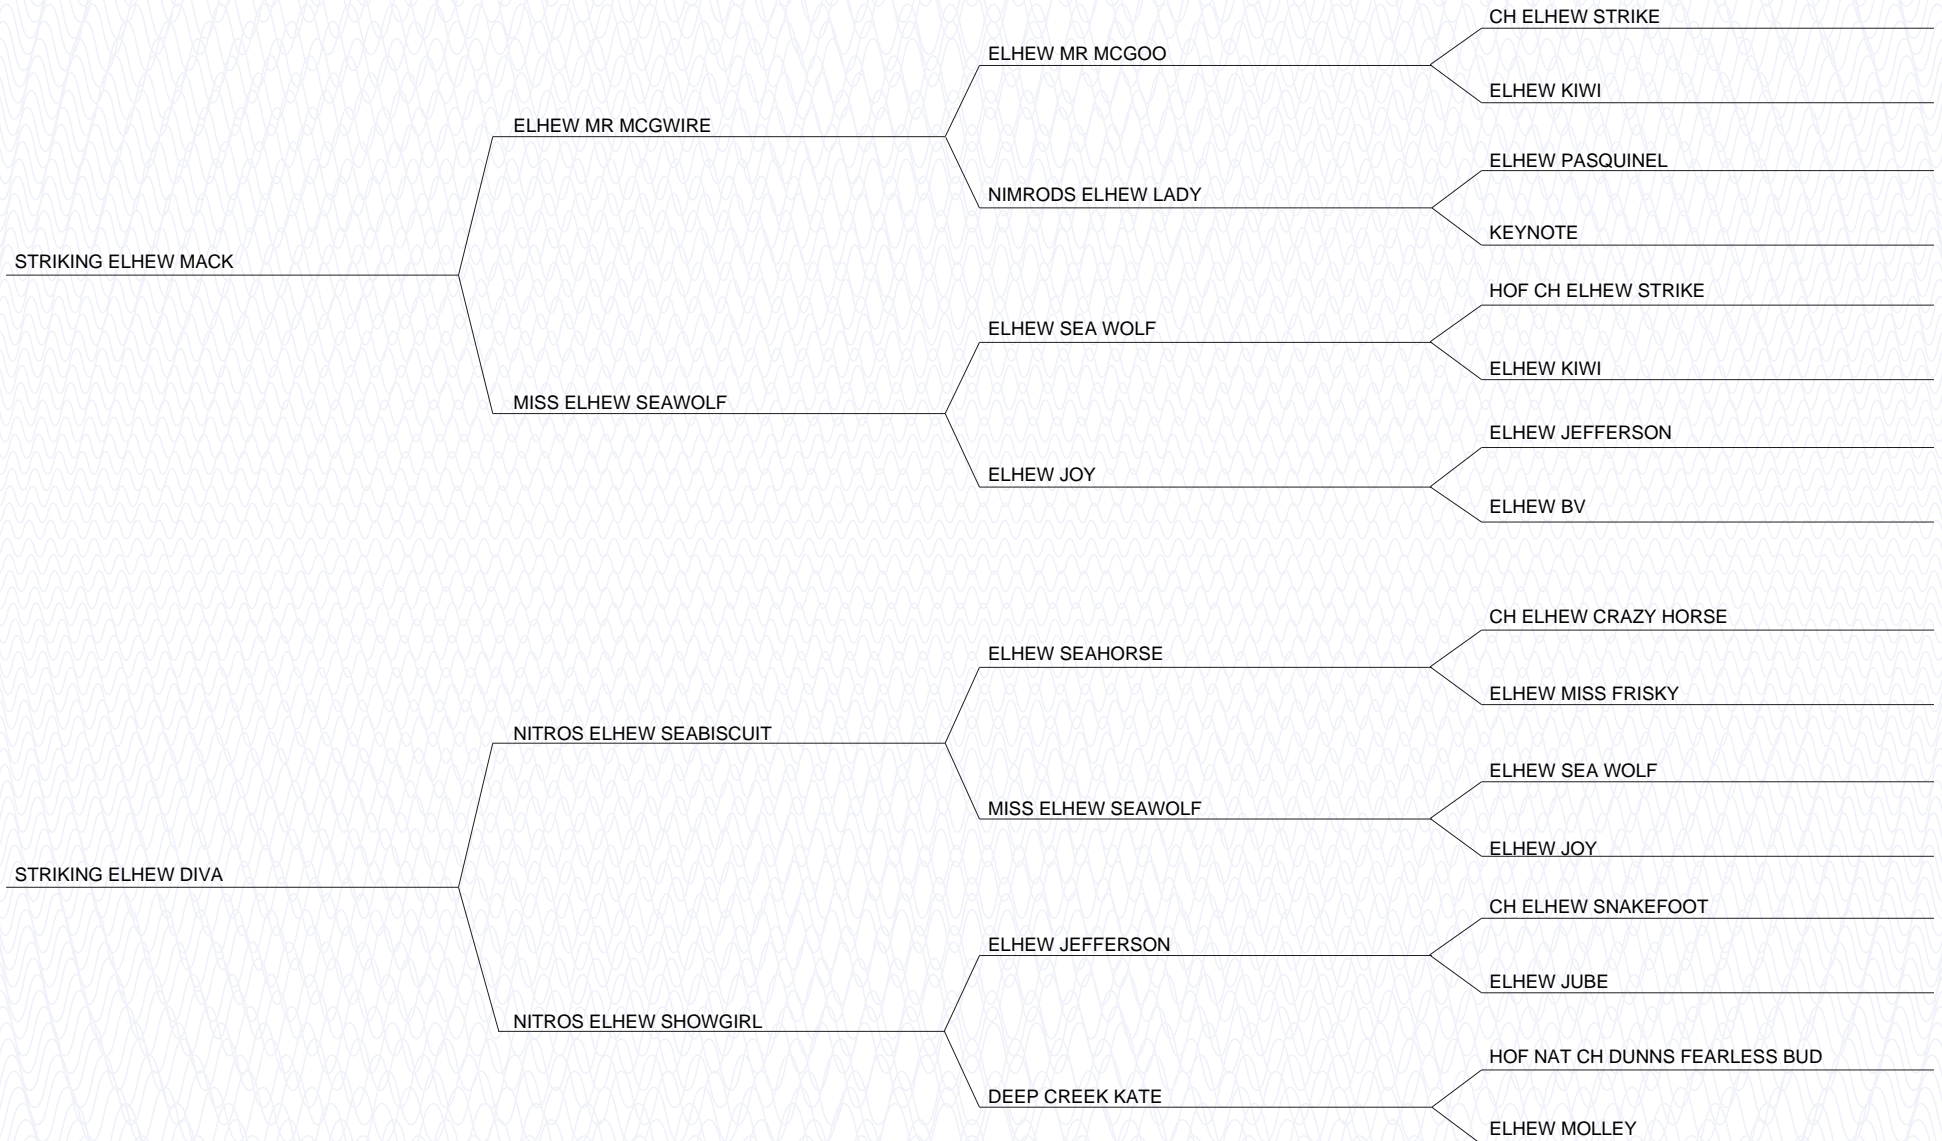 CH ELHEW STRIKE
ELHEW MR MCGOO
ELHEW KIWI
ELHEW MR MCGWIRE
ELHEW PASQUINEL
NIMRODS ELHEW LADY
KEYNOTE
STRIKING ELHEW MACK
HOF CH ELHEW STRIKE
ELHEW SEA WOLF
ELHEW KIWI
MISS ELHEW SEAWOLF
ELHEW JEFFERSON
ELHEW JOY
ELHEW BV
CH ELHEW CRAZY HORSE
ELHEW SEAHORSE
ELHEW MISS FRISKY
NITROS ELHEW SEABISCUIT
ELHEW SEA WOLF
MISS ELHEW SEAWOLF
ELHEW JOY
STRIKING ELHEW DIVA
CH ELHEW SNAKEFOOT
ELHEW JEFFERSON
ELHEW JUBE
NITROS ELHEW SHOWGIRL
HOF NAT CH DUNNS FEARLESS BUD
DEEP CREEK KATE
ELHEW MOLLEY